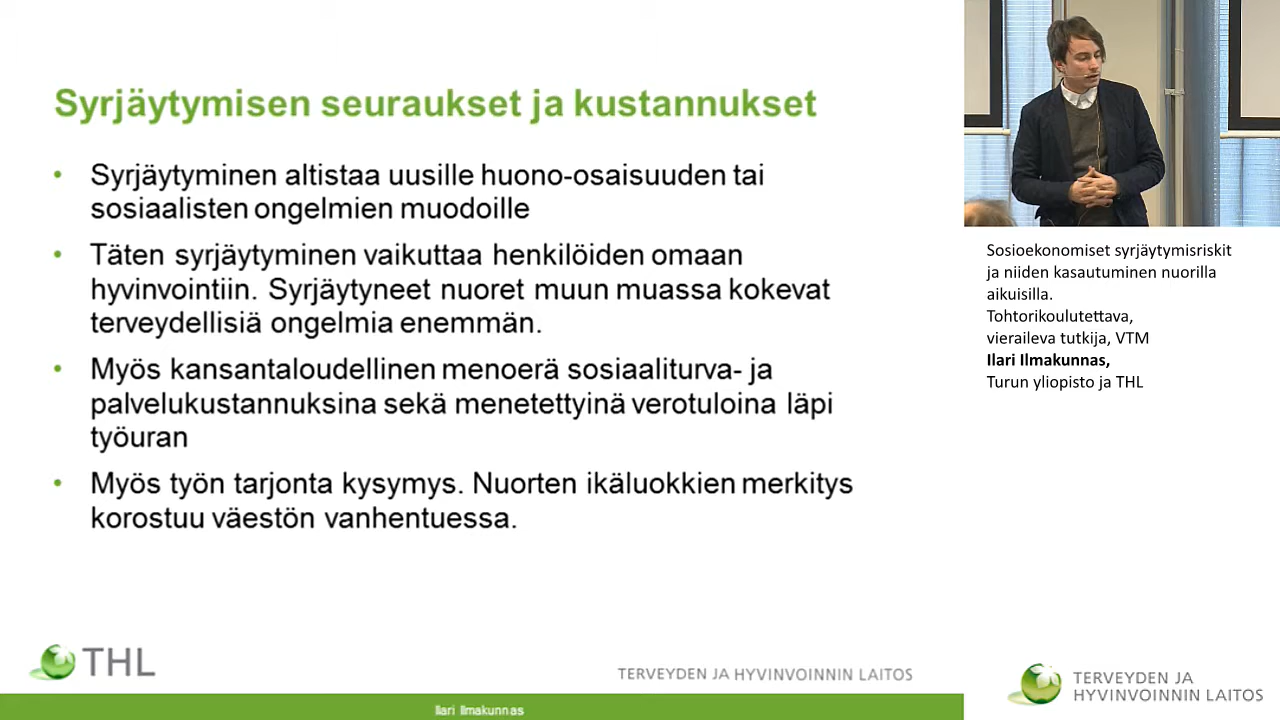 Syrjäytymisen seuraukset ja kustannukset
• Syrjäytyminen altistaa uusille huono-osaisuuden tai
sosiaalisten ongelmien muodoille
• Täten syrjäytyminen vaikuttaa henkilöiden omaan
hyvinvointiin. Syrjäytyneet nuoret muun muassa kokevat
terveydellisiä ongelmia enemmän.
• Myös kansantaloudellinen menoerä sosiaaliturva- ja
palvelukustannuksina sekä menetettyinä verotuloina läpi
työuran
• Myös työn tarjonta kysymys. Nuorten ikäluokkien merkitys
korostuu väestön vanhentuessa.
THL
TERVEYDEN JA HYVINVOINNIN LAITOS
Ilari Ilmakunnas
Sosioekonomiset syrjäytymisriskit
ja niiden kasautuminen nuorilla
aikuisilla.
Tohtorikoulutettava,
vieraileva tutkija, VTM
Ilari Ilmakunnas,
Turun yliopisto ja THL
TERVEYDEN JA
HYVINVOINNIN LAITOS